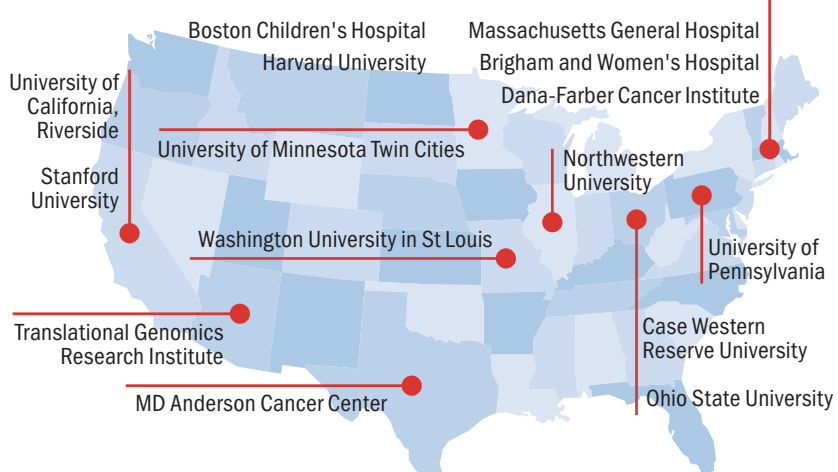 Boston Children's Hospital
Harvard University
Massachusetts General Hospital
Brigham and Women's Hospital
Dana-Farber Cancer Institute
University of
California,
Riverside
Stanford
University
University of Minnesota Twin Cities
Northwestern
University
Washington University in St Louis
University of
Pennsylvania
Translational Genomics
Research Institute
Case Western
Reserve University
MD Anderson Cancer Center
Ohio State University